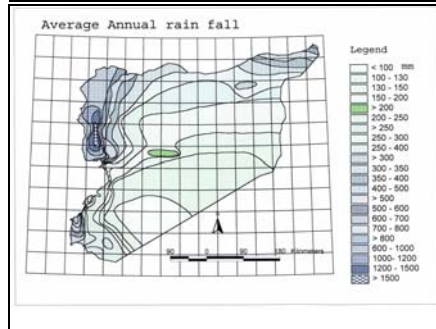 Average Annual rain fall
Legend
< 100 mm
100 - 130
130 - 150
150 - 200
> 200
200 - 250
> 250
250 - 300
250 - 400
> 300
300 - 350
350 - 400
400 - 500
> 500
500 - 600
600 - 700
700 - 800
> 800
600 - 1000
1000- 1200
1200 - 1500
> 1500
90 0 90 180 Kilometers